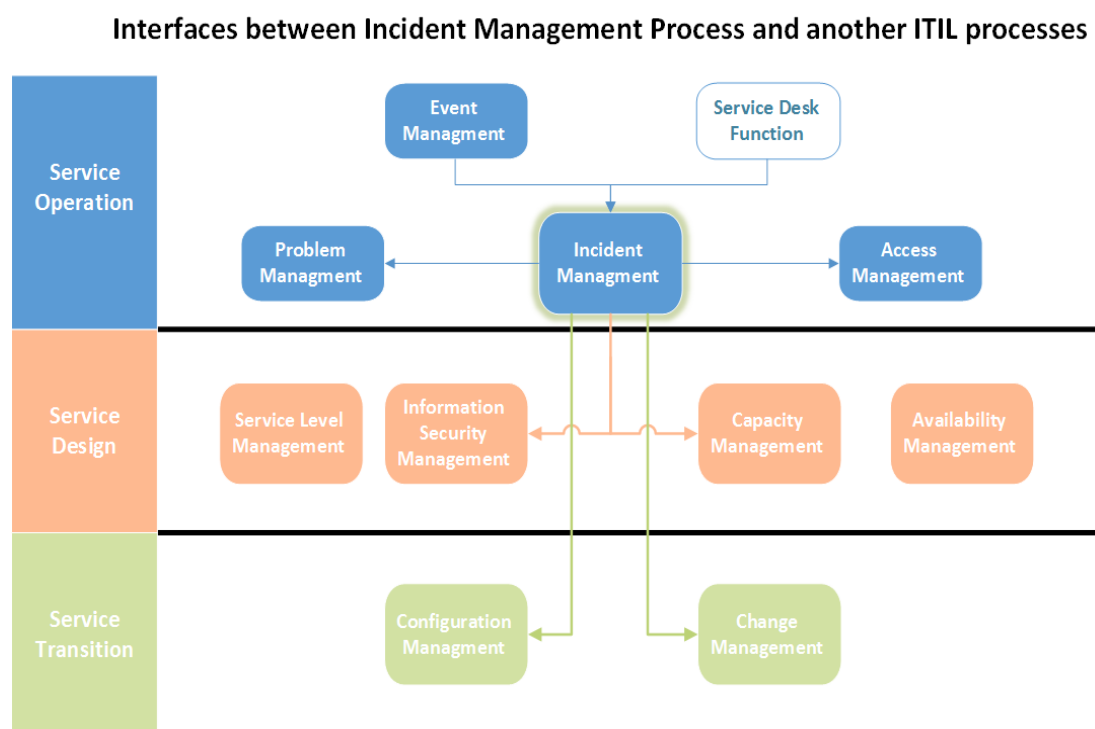 Interfaces between Incident Management Process and another ITIL processes
Service
Operation
Event
Managment
Service Desk
Function
Problem
Managment
Incident
Managment
Access
Management
Service
Design
Service Level
Management
Information
Security
Management
Capacity
Management
Availability
Management
Service
Transition
Configuration
Managment
Change
Management